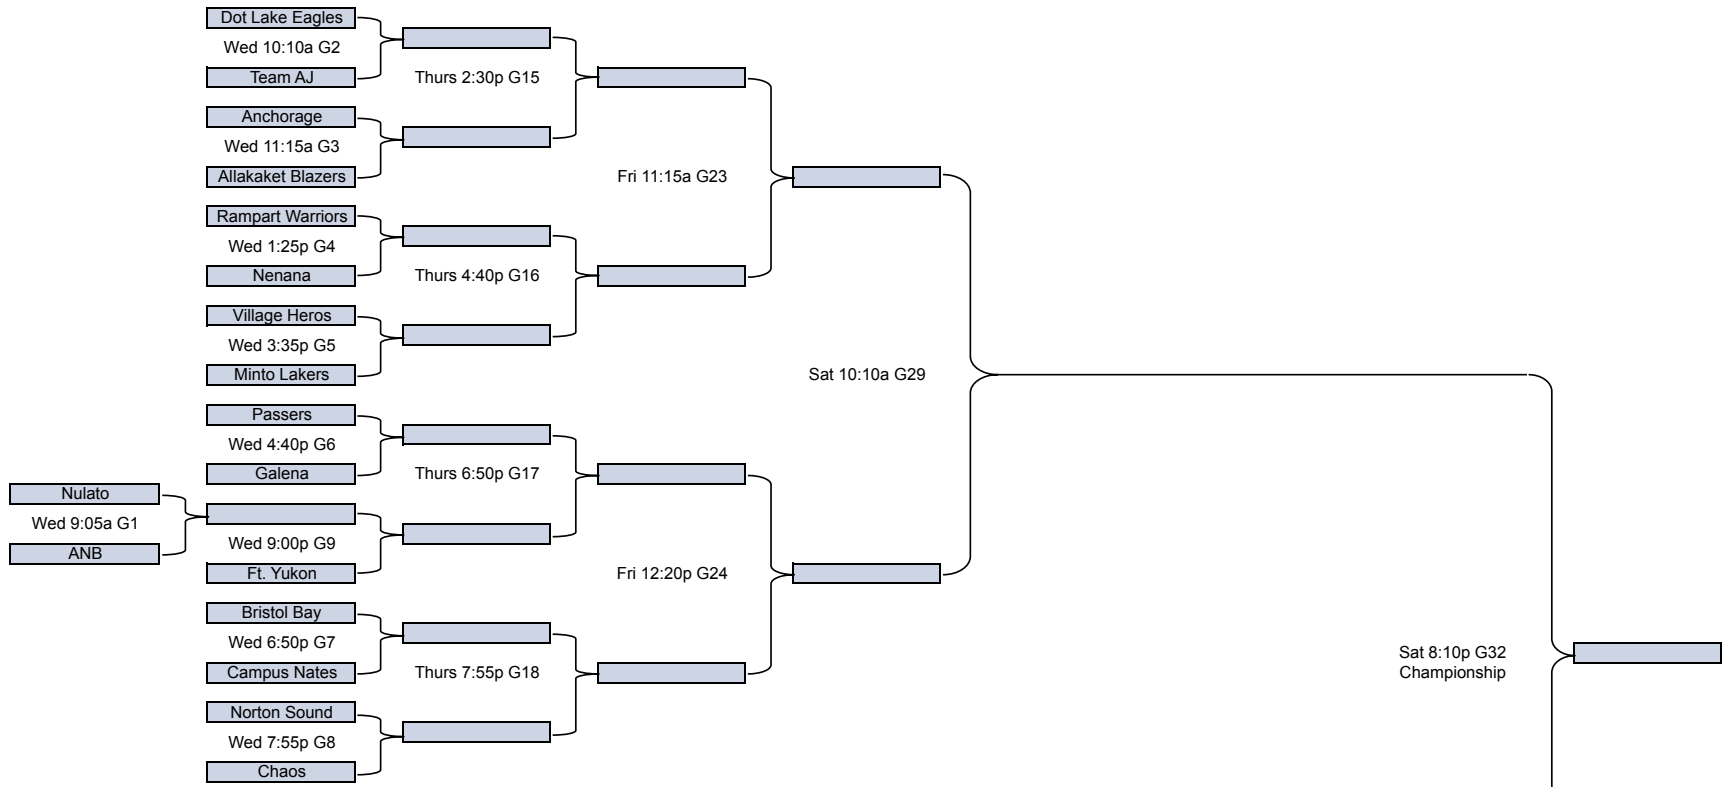 Dot Lake Eagles
Wed 10:10a G2
Team AJ
Thurs 2:30p G15
Anchorage
Wed 11:15a G3
Allakaket Blazers
Fri 11:15a G23
Rampart Warriors
Wed 1:25p G4
Nenana
Thurs 4:40p G16
Village Heros
Wed 3:35p G5
Minto Lakers
Sat 10:10a G29
Passers
Wed 4:40p G6
Galena
Thurs 6:50p G17
Nulato
Wed 9:05a G1
ANB
Wed 9:00p G9
Ft. Yukon
Fri 12:20p G24
Bristol Bay
Wed 6:50p G7
Campus Nates
Thurs 7:55p G18
Norton Sound
Wed 7:55p G8
Chaos
Sat 8:10p G32
Championship